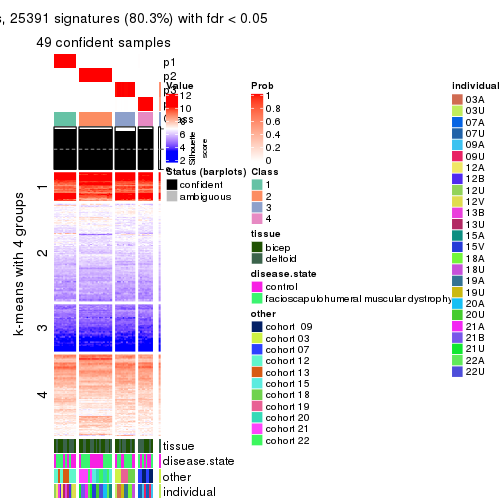 s, 25391 signatures (80.3%) with fdr < 0.05
49 confident samples
p1
p2
p3
Value
12
10
8
6
4
2
Silhouette
score
Prob
1
0.8
0.6
0.4
0.2
0
Status (barplots)
confident
ambiguous
Class
1
2
3
4
tissue
bicep
deltoid
disease.state
control
facioscapulohumeral muscular dystrophy
other
cohort 09
cohort 03
cohort 07
cohort 12
cohort 13
cohort 15
cohort 18
cohort 19
cohort 20
cohort 21
cohort 22
individual
03A
03U
07A
07U
09A
09U
12A
12B
12U
12V
13B
13U
15A
15V
18A
18U
19A
19U
20A
20U
21A
21B
21U
22A
22U
k-means with 4 groups
1
2
3
4
tissue
disease.state
other
individual